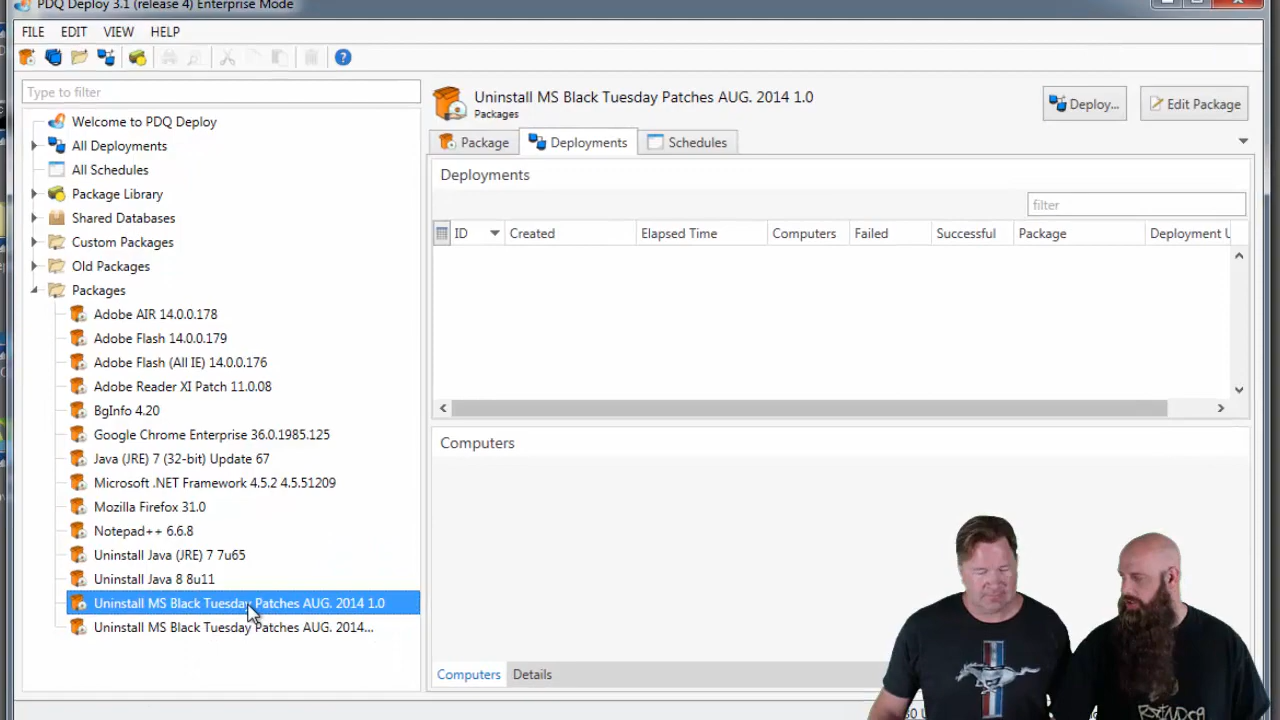 PDQ Deploy 3.1 (release 4) Enterprise Mode
FILE EDIT VIEW HELP
Type to filter
Welcome to PDQ Deploy
All Deployments
All Schedules
Package Library
Shared Databases
Custom Packages
Old Packages
Packages
Adobe AIR 14.0.0.178
Adobe Flash 14.0.0.179
Adobe Flash (All IE) 14.0.0.176
Adobe Reader XI Patch 11.0.08
BgInfo 4.20
Google Chrome Enterprise 36.0.1985.125
Java (JRE) 7 (32-bit) Update 67
Microsoft .NET Framework 4.5.2 4.5.51209
Mozilla Firefox 31.0
Notepad++ 6.6.8
Uninstall Java (JRE) 7 7u65
Uninstall Java 8 8u11
Uninstall MS Black Tuesday Patches AUG. 2014 1.0
Uninstall MS Black Tuesday Patches AUG. 2014...
Uninstall MS Black Tuesday Patches AUG. 2014 1.0
Packages
Deploy... Edit Package
Package Deployments Schedules
Deployments
filter
ID Created Elapsed Time Computers Failed Successful Package Deployment U
Computers
Computers Details